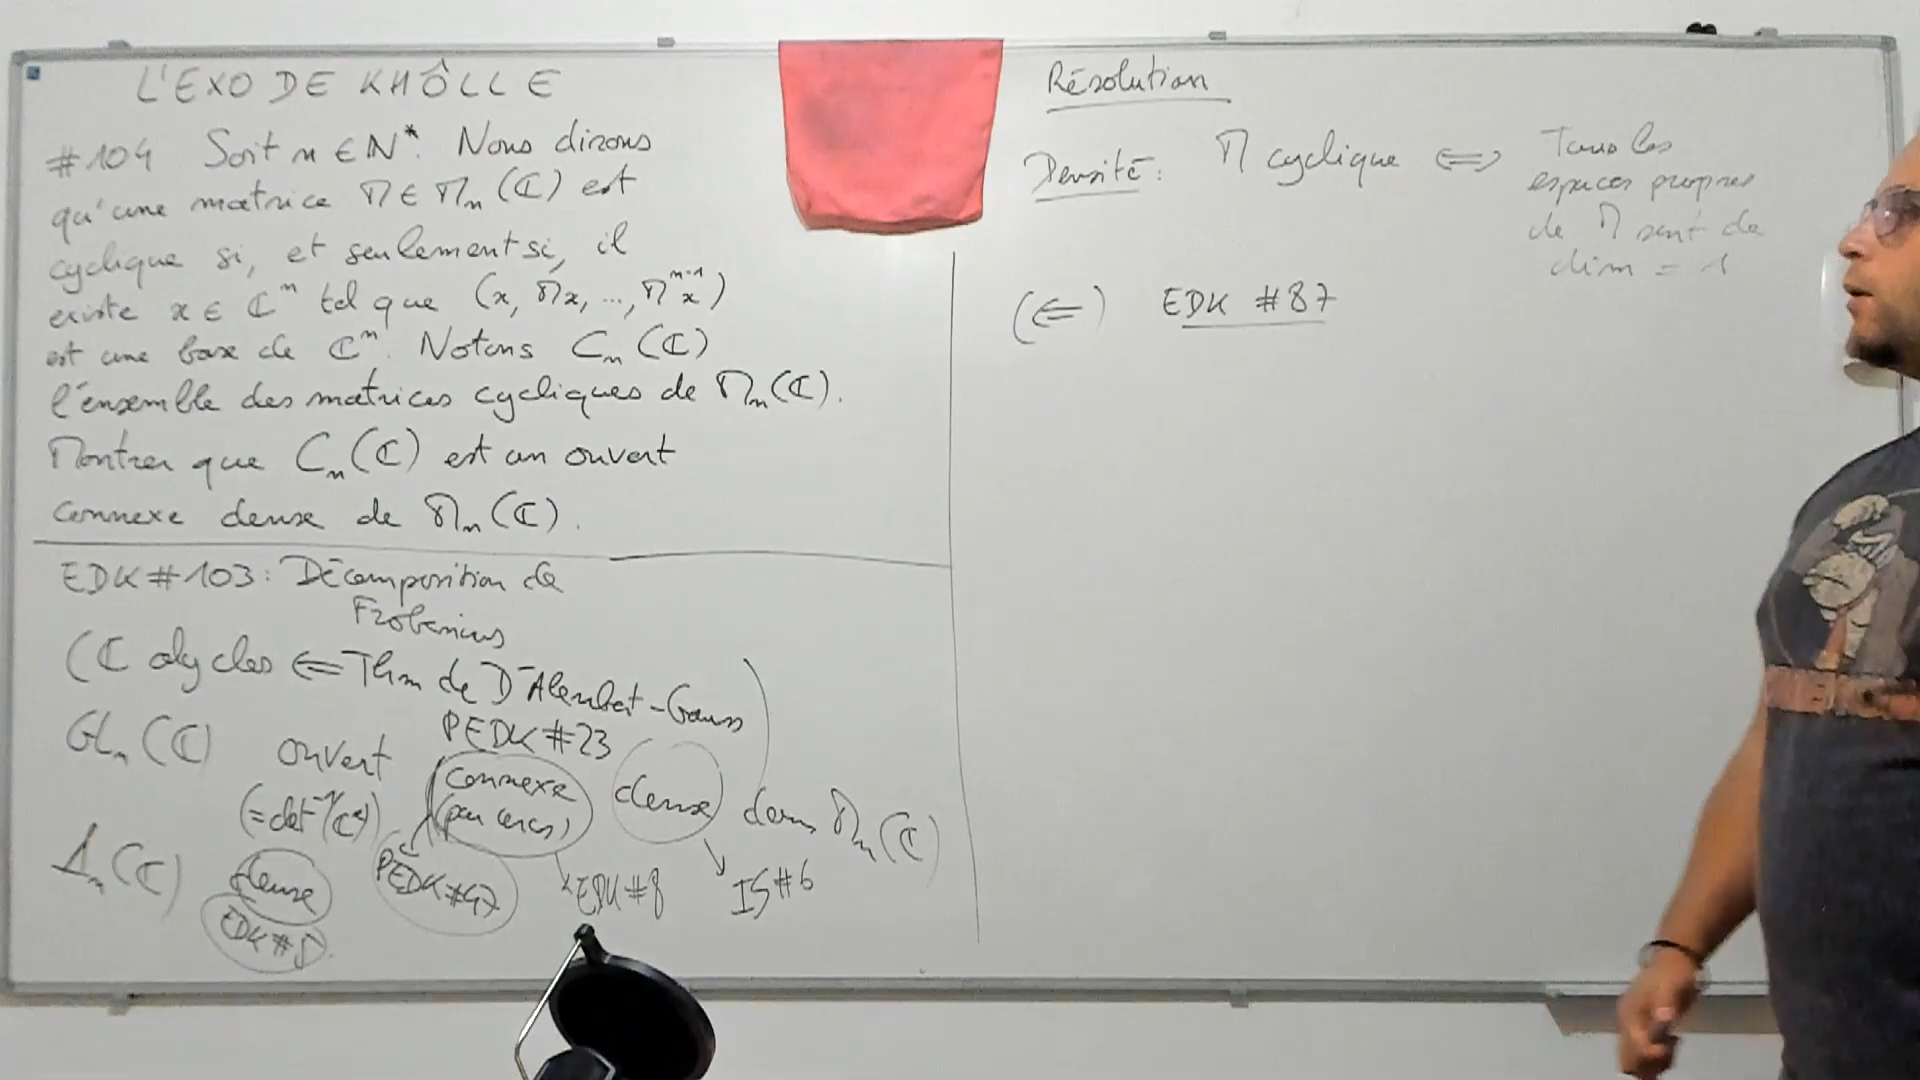 L'EXO DE KHÔLLE
#104 Soit n ∈ ℕ*. Nous dirons
qu'une matrice M ∈ Mₙ(ℂ) est
cyclique si, et seulement si, il
existe x ∈ ℂⁿ tel que (x, Mx, ..., Mⁿ⁻¹x)
est une base de ℂⁿ. Notons Cₙ(ℂ)
l'ensemble des matrices cycliques de Mₙ(ℂ).
Montrer que Cₙ(ℂ) est un ouvert
connexe dense de Mₙ(ℂ).
EDK#103: Décomposition de
Frobenius
(ℂ alg clos ⇐ Thm de D'Alembert-Gauss)
PEDK#23
GLₙ(ℂ) ouvert (connexe (par arcs)) dense dans Mₙ(ℂ)
(=det⁻¹(ℂ*))
PEDK#47 EDK#8 IS#6
Δₙ(ℂ) dense
EDK#5
Résolution
Densité: M cyclique ⇔ Tous les
espaces propres
de M sont de
dim = 1
(⇐) EDK #87